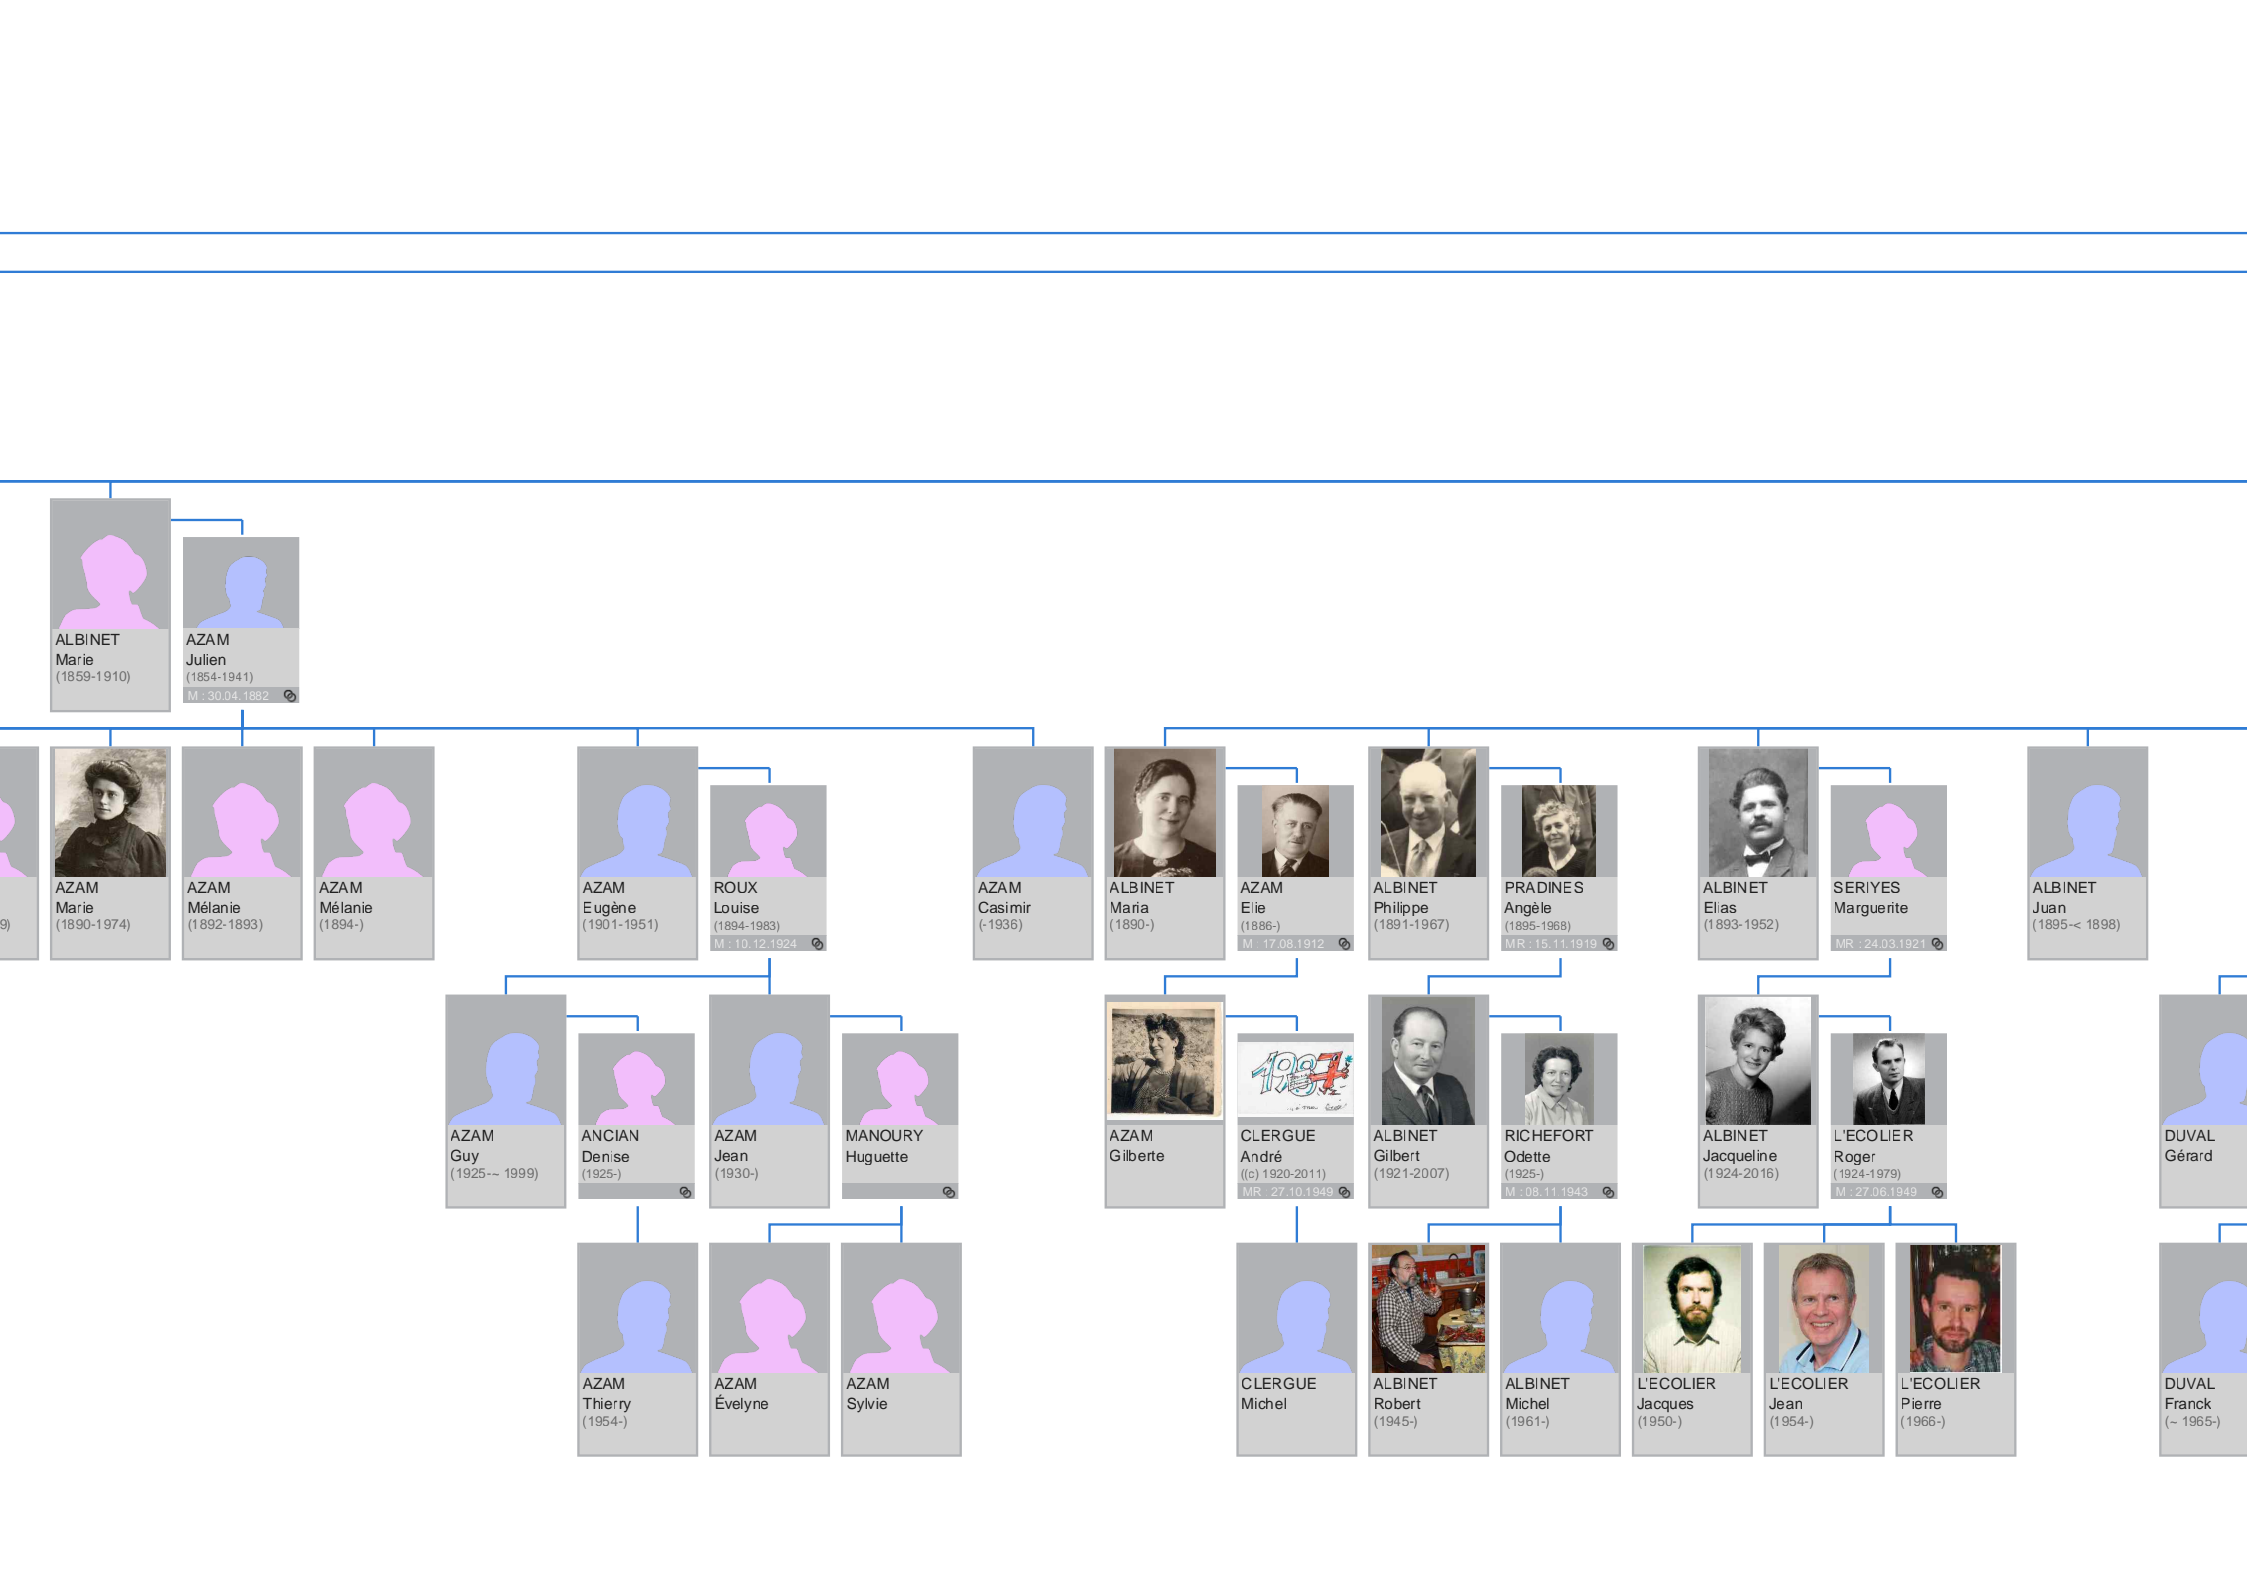 ALBINET
Marie
(1859-1910)
AZAM
Julien
(1854-1941)
M : 30.04.1882
9)
AZAM
Marie
(1890-1974)
AZAM
Mélanie
(1892-1893)
AZAM
Mélanie
(1894-)
AZAM
Eugène
(1901-1951)
ROUX
Louise
(1894-1983)
M : 10.12.1924
AZAM
Casimir
(-1936)
ALBINET
Maria
(1890-)
AZAM
Elie
(1886-)
M : 17.08.1912
ALBINET
Philippe
(1891-1967)
PRADINES
Angèle
(1895-1968)
MR : 15.11.1919
ALBINET
Elias
(1893-1952)
SERIYES
Marguerite
MR : 24.03.1921
ALBINET
Juan
(1895-< 1898)
AZAM
Guy
(1925-~ 1999)
ANCIAN
Denise
(1925-)
AZAM
Jean
(1930-)
MANOURY
Huguette
AZAM
Gilberte
1987
CLERGUE
André
((c) 1920-2011)
MR : 27.10.1949
ALBINET
Gilbert
(1921-2007)
RICHEFORT
Odette
(1925-)
M : 08.11.1943
ALBINET
Jacqueline
(1924-2016)
L'ECOLIER
Roger
(1924-1979)
M : 27.06.1949
DUVAL
Gérard
AZAM
Thierry
(1954-)
AZAM
Évelyne
AZAM
Sylvie
CLERGUE
Michel
ALBINET
Robert
(1945-)
ALBINET
Michel
(1961-)
L'ECOLIER
Jacques
(1950-)
L'ECOLIER
Jean
(1954-)
L'ECOLIER
Pierre
(1966-)
DUVAL
Franck
(~ 1965-)